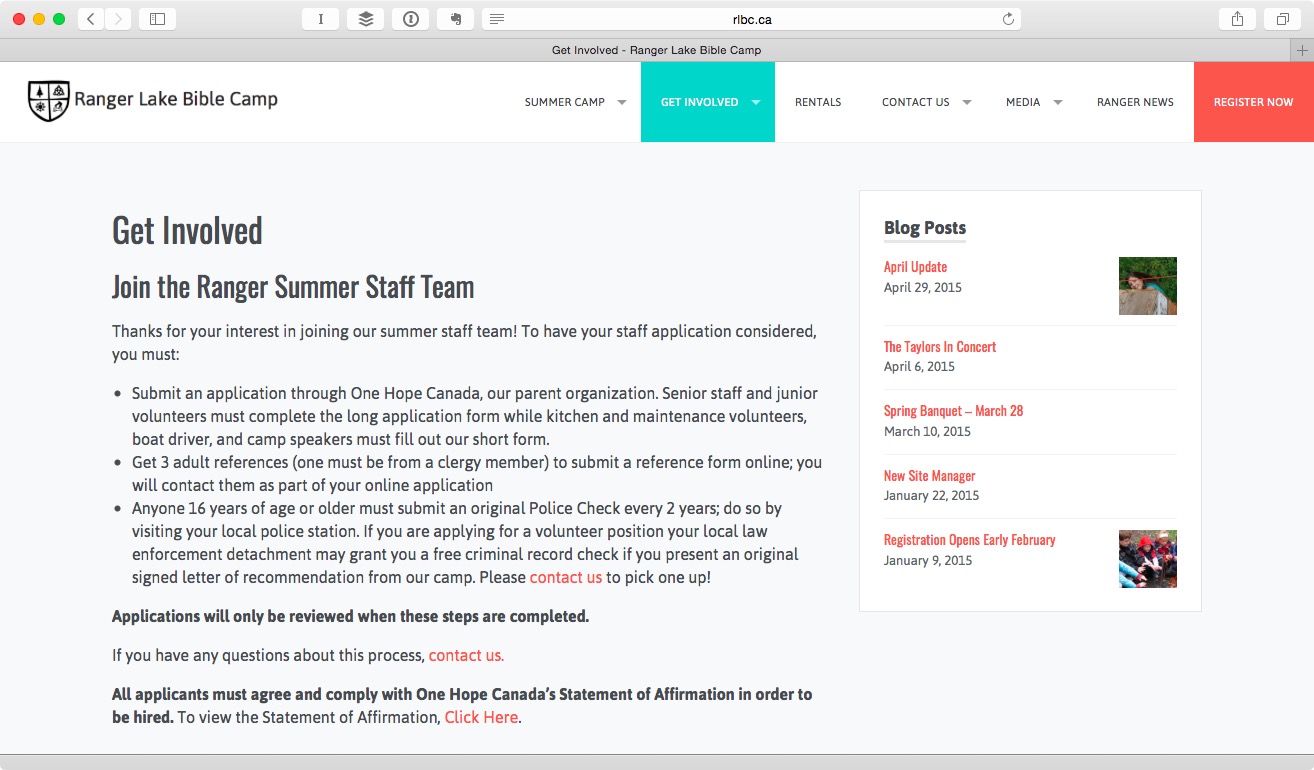 rlbc.ca
Get Involved - Ranger Lake Bible Camp
Ranger Lake Bible Camp
SUMMER CAMP
GET INVOLVED
RENTALS
CONTACT US
MEDIA
RANGER NEWS
REGISTER NOW
Get Involved
Join the Ranger Summer Staff Team
Thanks for your interest in joining our summer staff team! To have your staff application considered,
you must:
• Submit an application through One Hope Canada, our parent organization. Senior staff and junior
volunteers must complete the long application form while kitchen and maintenance volunteers,
boat driver, and camp speakers must fill out our short form.
• Get 3 adult references (one must be from a clergy member) to submit a reference form online; you
will contact them as part of your online application
• Anyone 16 years of age or older must submit an original Police Check every 2 years; do so by
visiting your local police station. If you are applying for a volunteer position your local law
enforcement detachment may grant you a free criminal record check if you present an original
signed letter of recommendation from our camp. Please contact us to pick one up!
Applications will only be reviewed when these steps are completed.
If you have any questions about this process, contact us.
All applicants must agree and comply with One Hope Canada's Statement of Affirmation in order to
be hired. To view the Statement of Affirmation, Click Here.
Blog Posts
April Update
April 29, 2015
The Taylors In Concert
April 6, 2015
Spring Banquet – March 28
March 10, 2015
New Site Manager
January 22, 2015
Registration Opens Early February
January 9, 2015